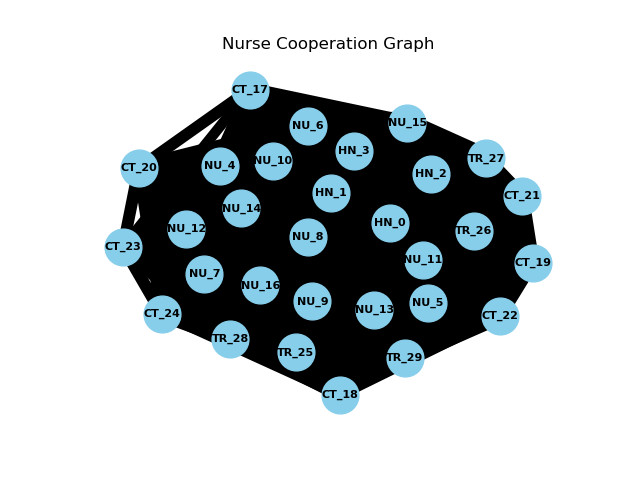 Nurse Cooperation Graph
CT_17
NU_6
NU_15
HN_3
NU_10
TR_27
NU_4
CT_20
HN_2
HN_1
CT_21
NU_14
HN_0
NU_12
TR_26
NU_8
CT_23
NU_11
CT_19
NU_7
NU_16
NU_9
NU_5
NU_13
CT_24
CT_22
TR_28
TR_25
TR_29
CT_18